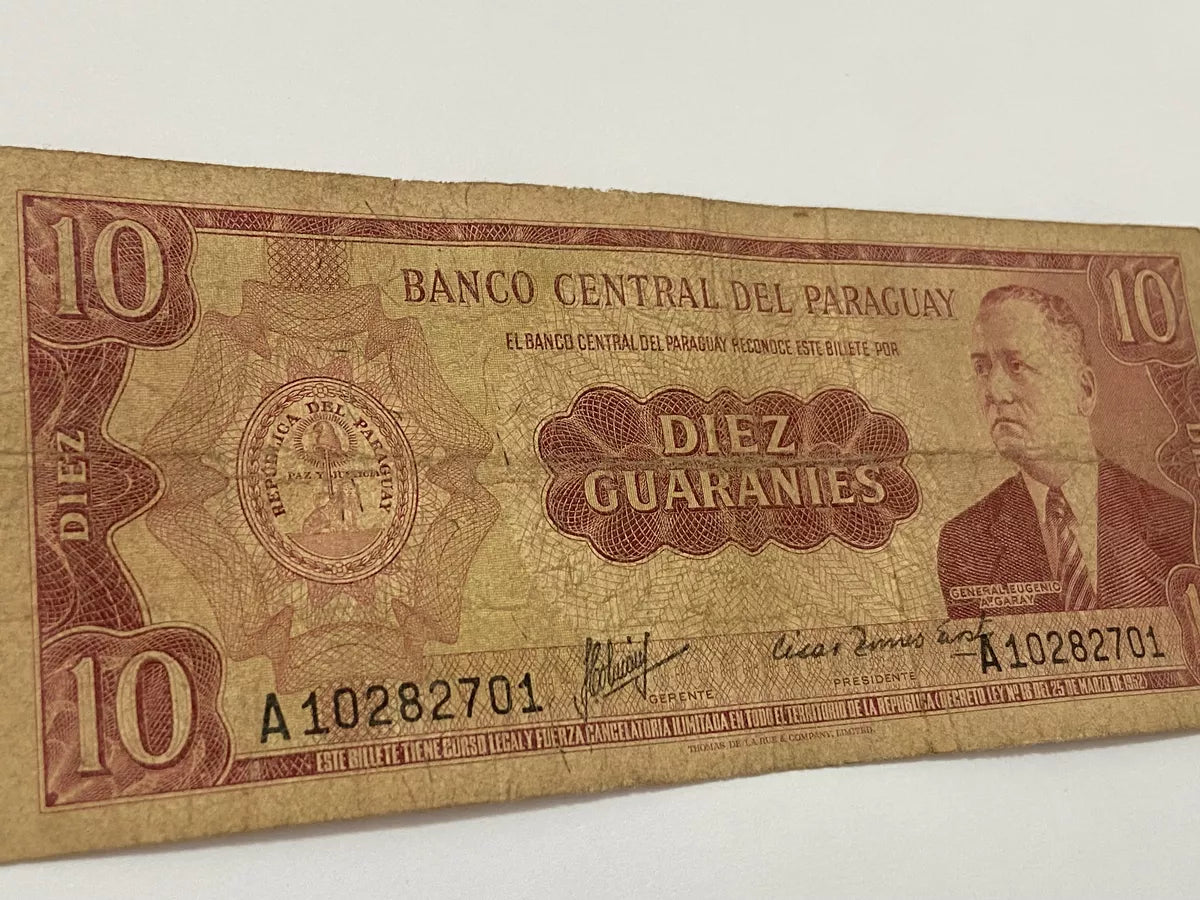 10
10
BANCO CENTRAL DEL PARAGUAY
EL BANCO CENTRAL DEL PARAGUAY RECONOCE ESTE BILLETE POR
REPUBLICA DEL PARAGUAY
PAZ Y JUSTICIA
DIEZ
DIEZ
GUARANIES
GENERAL EUGENIO
A. GARAY
10
A10282701
GERENTE
PRESIDENTE
A10282701
ESTE BILLETE TIENE CURSO LEGAL Y FUERZA CANCELATORIA ILIMITADA EN TODO EL TERRITORIO DE LA REPUBLICA (DECRETO LEY Nº 18 DEL 25 DE MARZO DE 1952)
THOMAS DE LA RUE & COMPANY, LIMITED.